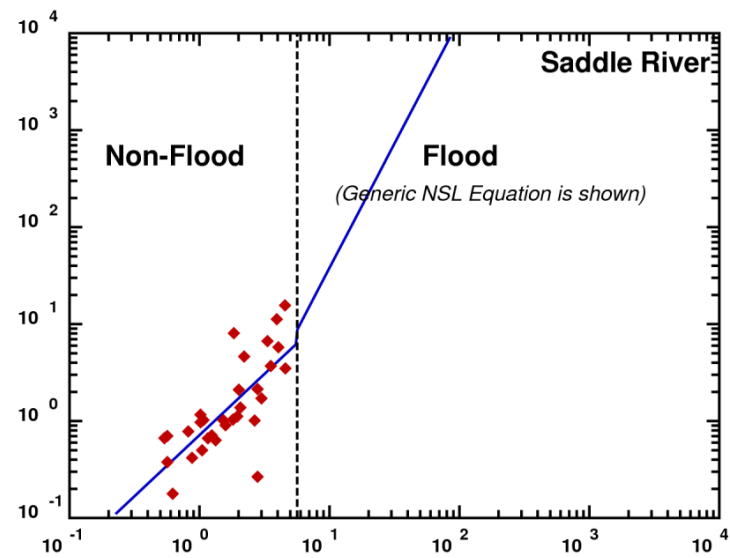 10 4
Saddle River
10 3
Non-Flood Flood
(Generic NSL Equation is shown)
10 2
10 1
10 0
10 -1
10 -1 10 0 10 1 10 2 10 3 10 4